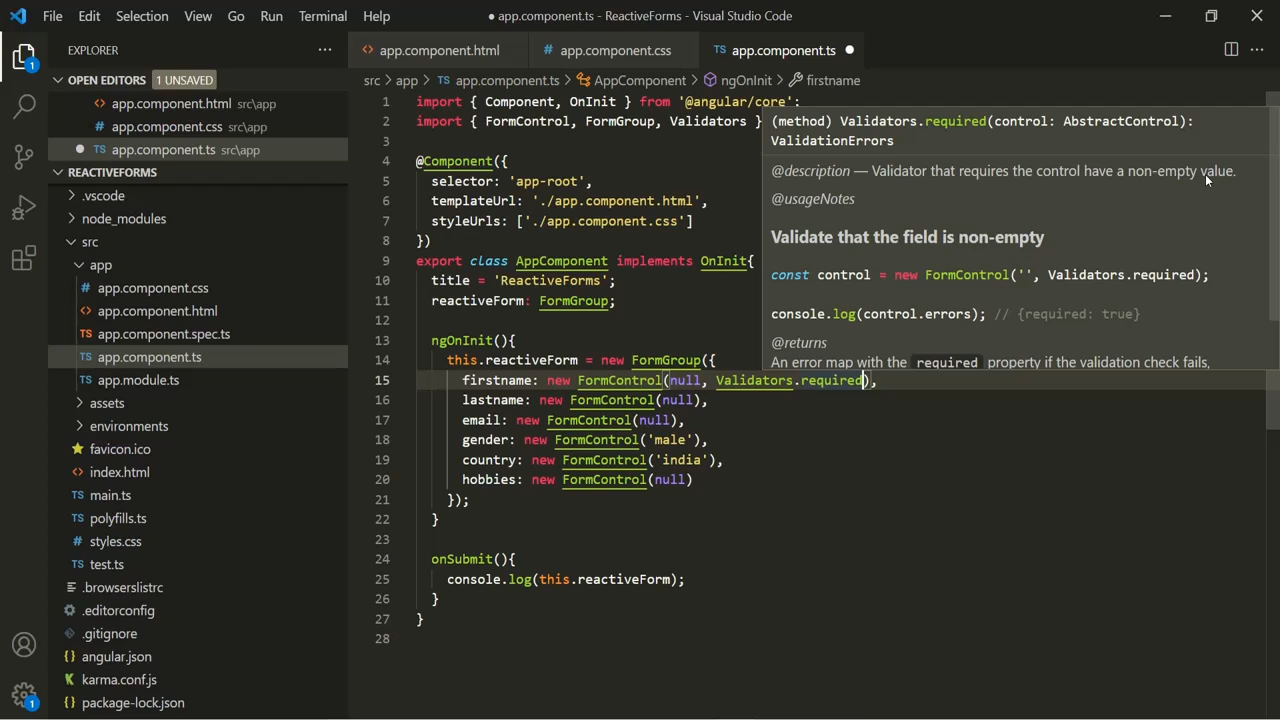 File Edit Selection View Go Run Terminal Help
● app.component.ts - ReactiveForms - Visual Studio Code
EXPLORER
OPEN EDITORS 1 UNSAVED
app.component.html src\app
app.component.css src\app
TS app.component.ts src\app
REACTIVEFORMS
.vscode
node_modules
src
app
# app.component.css
<> app.component.html
TS app.component.spec.ts
TS app.component.ts
TS app.module.ts
assets
environments
favicon.ico
<> index.html
TS main.ts
TS polyfills.ts
# styles.css
TS test.ts
.browserslistrc
.editorconfig
.gitignore
angular.json
karma.conf.js
package-lock.json
1
1
<> app.component.html # app.component.css TS app.component.ts ●
src > app > TS app.component.ts > AppComponent > ngOnInit > firstname
1 import { Component, OnInit } from '@angular/core';
2 import { FormControl, FormGroup, Validators }
3
4 @Component({
5 selector: 'app-root',
6 templateUrl: './app.component.html',
7 styleUrls: ['./app.component.css']
8 })
9 export class AppComponent implements OnInit{
10 title = 'ReactiveForms';
11 reactiveForm: FormGroup;
12
13 ngOnInit(){
14 this.reactiveForm = new FormGroup({
15 firstname: new FormControl(null, Validators.required),
16 lastname: new FormControl(null),
17 email: new FormControl(null),
18 gender: new FormControl('male'),
19 country: new FormControl('india'),
20 hobbies: new FormControl(null)
21 });
22 }
23
24 onSubmit(){
25 console.log(this.reactiveForm);
26 }
27 }
28
(method) Validators.required(control: AbstractControl):
ValidationErrors
@description — Validator that requires the control have a non-empty value.
@usageNotes
Validate that the field is non-empty
const control = new FormControl('', Validators.required);
console.log(control.errors); // {required: true}
@returns
An error map with the required property if the validation check fails,